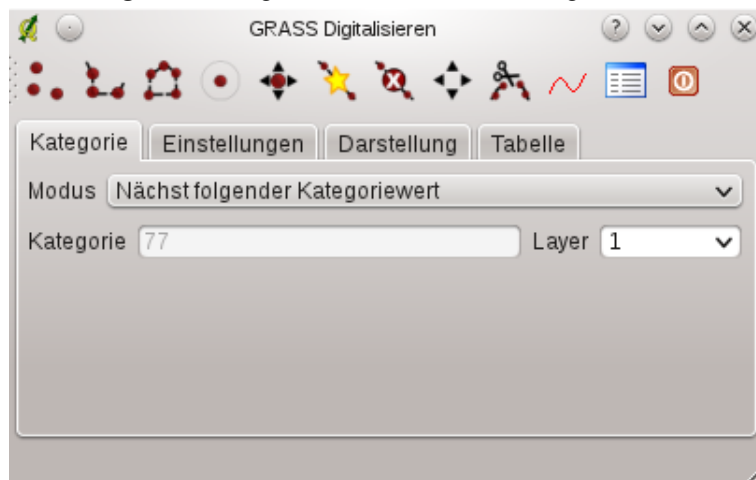 GRASS Digitalisieren
Kategorie Einstellungen Darstellung Tabelle
Modus Nächst folgender Kategoriewert
Kategorie 77 Layer 1